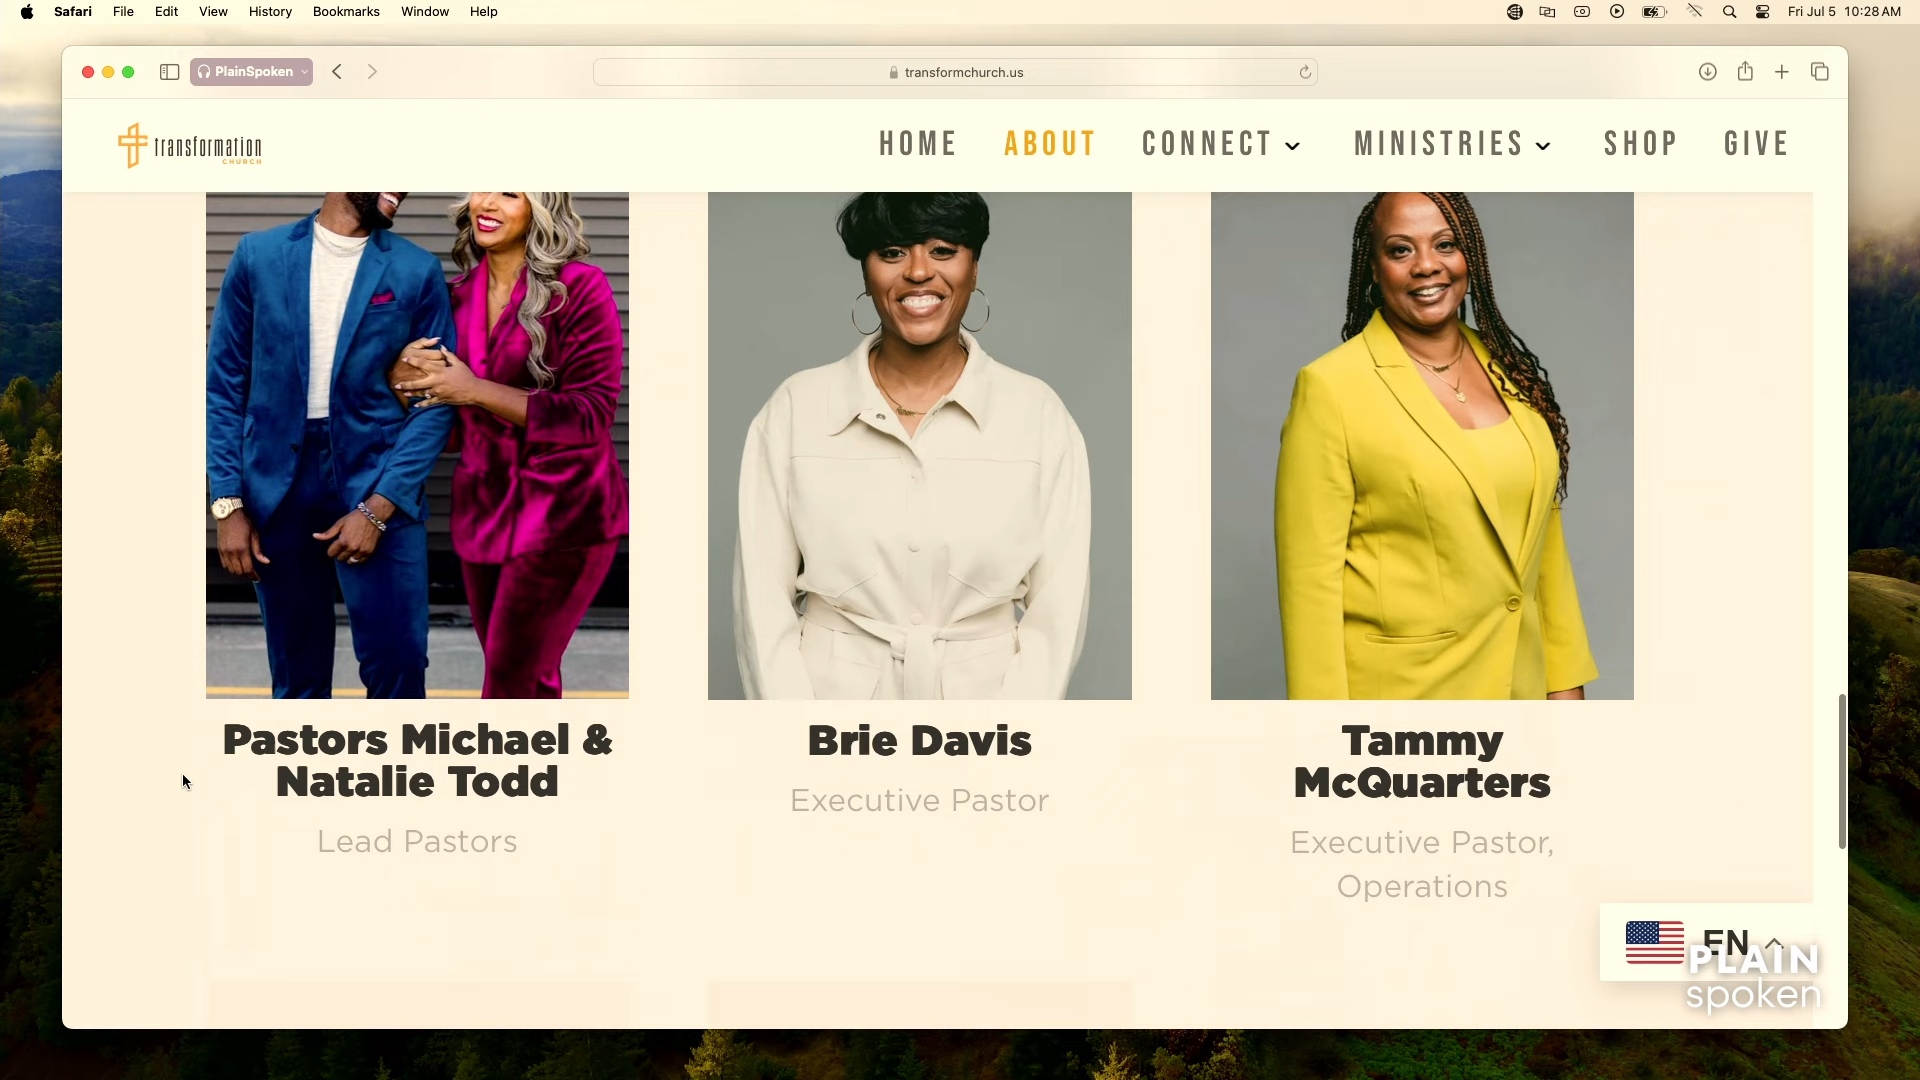 Safari File Edit View History Bookmarks Window Help
Fri Jul 5 10:28 AM
PlainSpoken
transformchurch.us
transformation
CHURCH
HOME ABOUT CONNECT MINISTRIES SHOP GIVE
Pastors Michael &
Natalie Todd
Lead Pastors
Brie Davis
Executive Pastor
Tammy
McQuarters
Executive Pastor,
Operations
EN
PLAIN
spoken